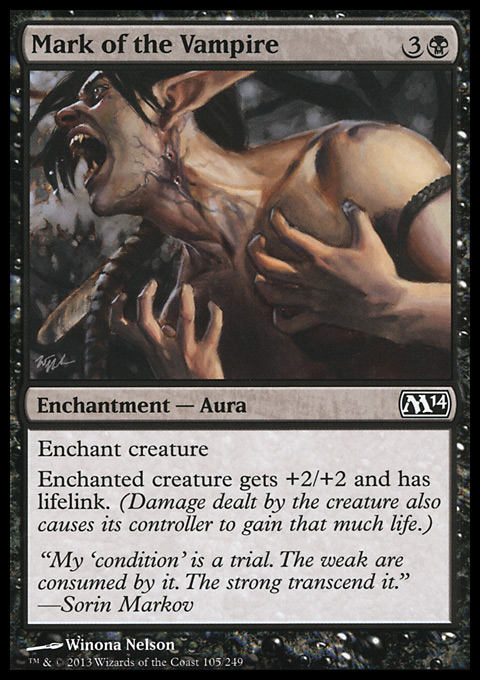 Mark of the Vampire 3
Enchantment — Aura
M14
Enchant creature
Enchanted creature gets +2/+2 and has
lifelink. (Damage dealt by the creature also
causes its controller to gain that much life.)
“My ‘condition’ is a trial. The weak are
consumed by it. The strong transcend it.”
—Sorin Markov
Winona Nelson
™ & © 2013 Wizards of the Coast 105/249